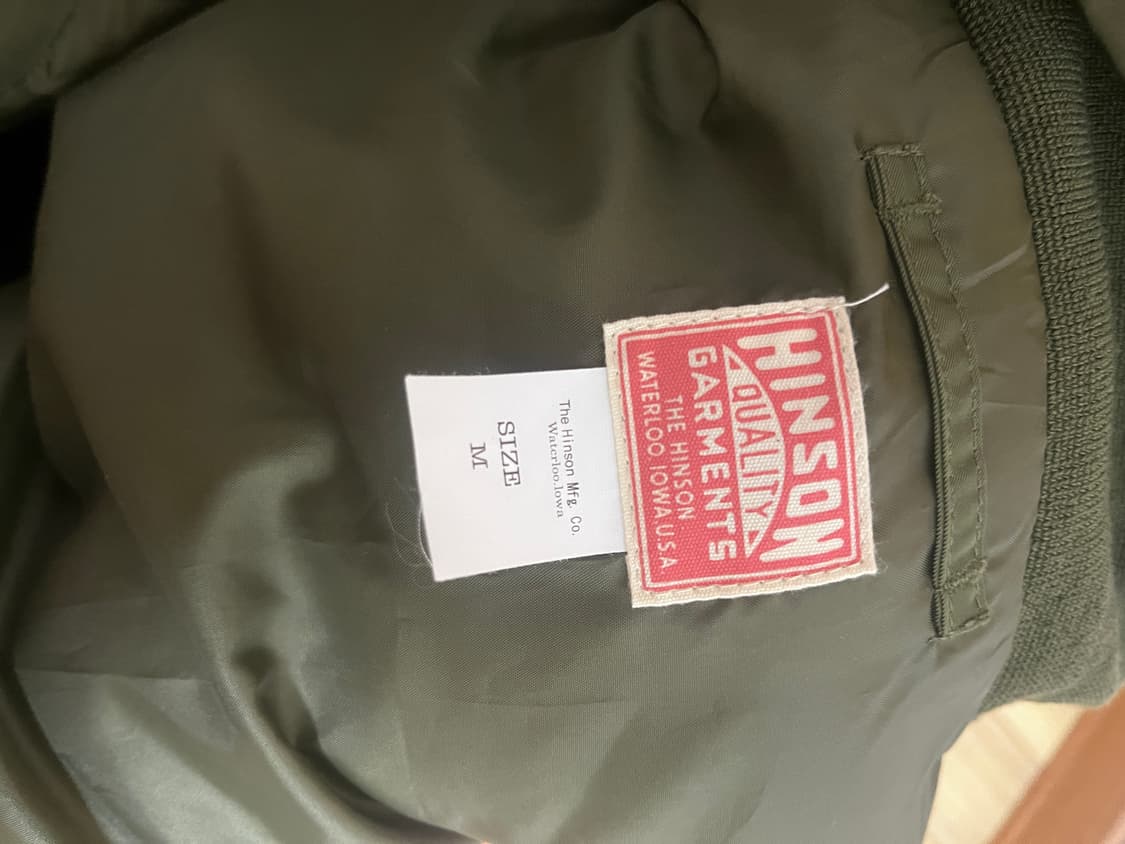 HINSON
QUALITY
GARMENTS
THE HINSON
WATERLOO. IOWA.U.S.A
The Hinson Mfg. Co.
Waterloo.Iowa
SIZE
M